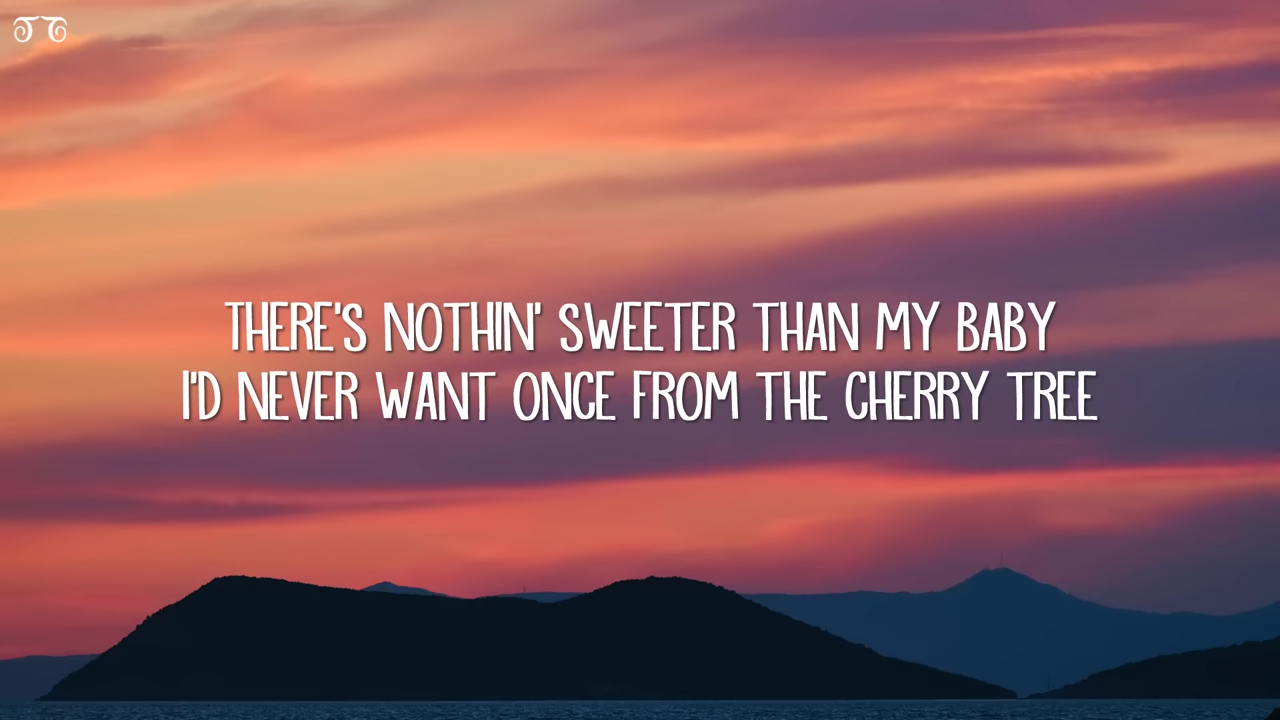 THERE'S NOTHIN' SWEETER THAN MY BABY
I'D NEVER WANT ONCE FROM THE CHERRY TREE